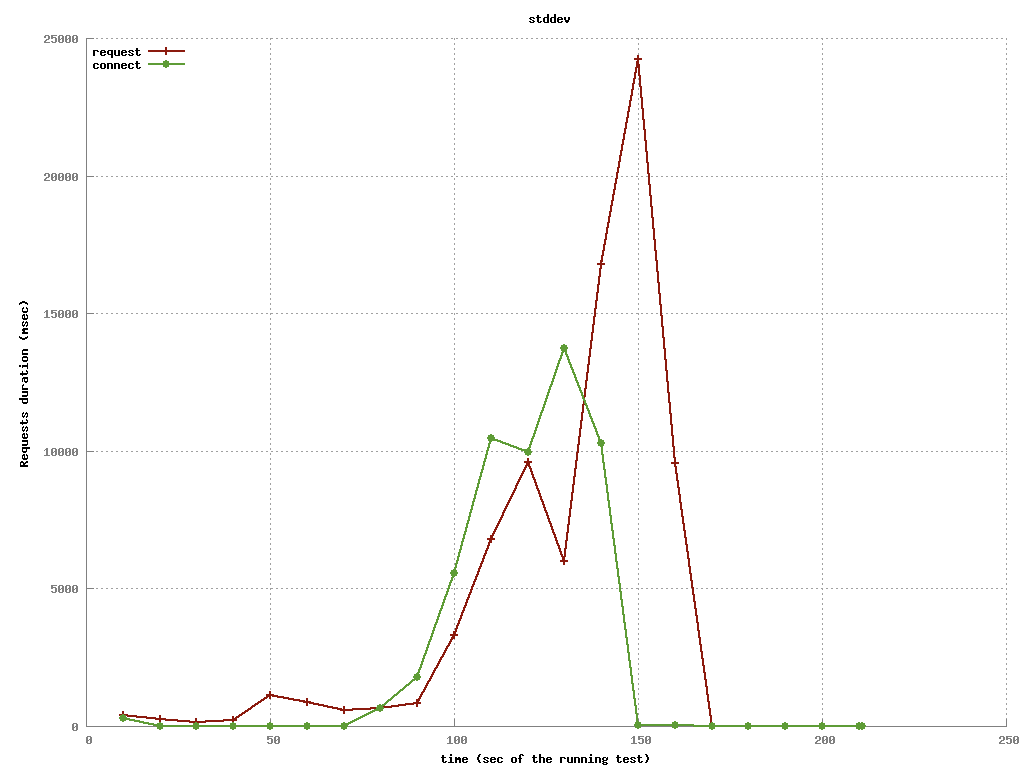 stddev
25000
request
connect
20000
15000
Requests duration (msec)
10000
5000
0
0 50 100 150 200 250
time (sec of the running test)